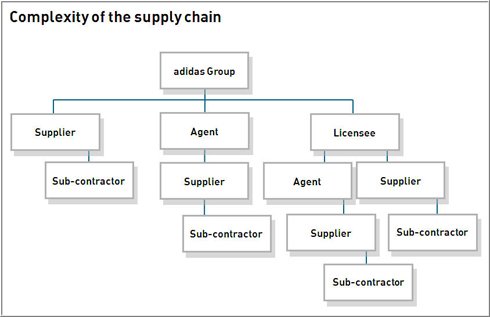 Complexity of the supply chain
adidas Group
Supplier
Agent
Licensee
Sub-contractor
Supplier
Agent
Supplier
Sub-contractor
Supplier
Sub-contractor
Sub-contractor